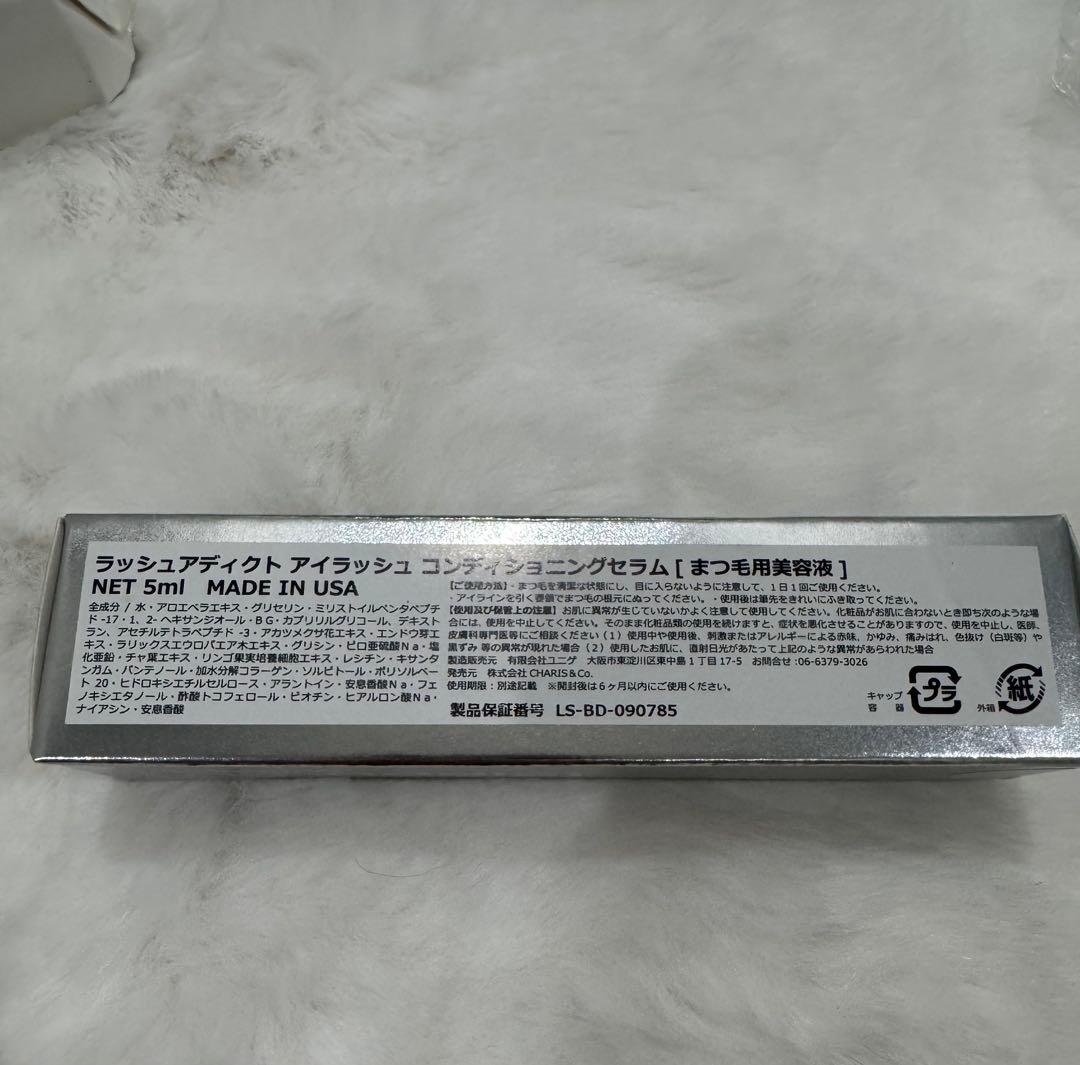 ラッシュアディクト アイラッシュ コンディショニングセラム [ まつ毛用美容液 ]
NET 5ml MADE IN USA
全成分 / 水・アロエベラエキス・グリセリン・ミリストイルペンタペプチ
ド -17・1、2- ヘキサンジオール・ＢＧ・カプリリルグリコール、デキスト
ラン、アセチルテトラペプチド -3・アカツメクサ花エキス・エンドウ芽エ
キス・ラリックスエウロパエア木エキス・グリシン・ピロ亜硫酸Ｎａ・塩
化亜鉛・チャ葉エキス・リンゴ果実培養細胞エキス・レシチン・キサンタ
ンガム・パンテノール・加水分解コラーゲン・ソルビトール・ポリソルベー
ト 20・ヒドロキシエチルセルロース・アラントイン・安息香酸Ｎａ・フェ
ノキシエタノール・酢酸トコフェロール・ビオチン・ヒアルロン酸Ｎａ・
ナイアシン・安息香酸
【ご使用方法】・まつ毛を清潔な状態にし、目に入らないように注意して、１日１回ご使用ください。
・アイラインを引く要領でまつ毛の根元にぬってください。・使用後は筆先をきれいにふき取ってください。
【使用及び保管上の注意】お肌に異常が生じていないかよく注意して使用してください。化粧品がお肌に合わないとき即ち次のような場
合には、使用を中止してください。そのまま化粧品類の使用を続けますと、症状を悪化させることがありますので、使用を中止し、医師、
皮膚科専門医等にご相談ください（１）使用中や使用後、刺激またはアレルギーによる赤味、かゆみ、痛みはれ、色抜け（白斑等）や
黒ずみ 等の異常が現れた場合（２）使用したお肌に、直射日光があたって上記のような異常があらわれた場合
製造販売元 有限会社ユニゲ 大阪市東淀川区東中島１丁目 17-5 お問合せ :06-6379-3026
発売元 株式会社 CHARIS＆Co.
使用期限：別途記載 ※開封後は６ヶ月以内にご使用ください。
製品保証番号 LS-BD-090785
キャップ
容 器
プラ
外箱
紙